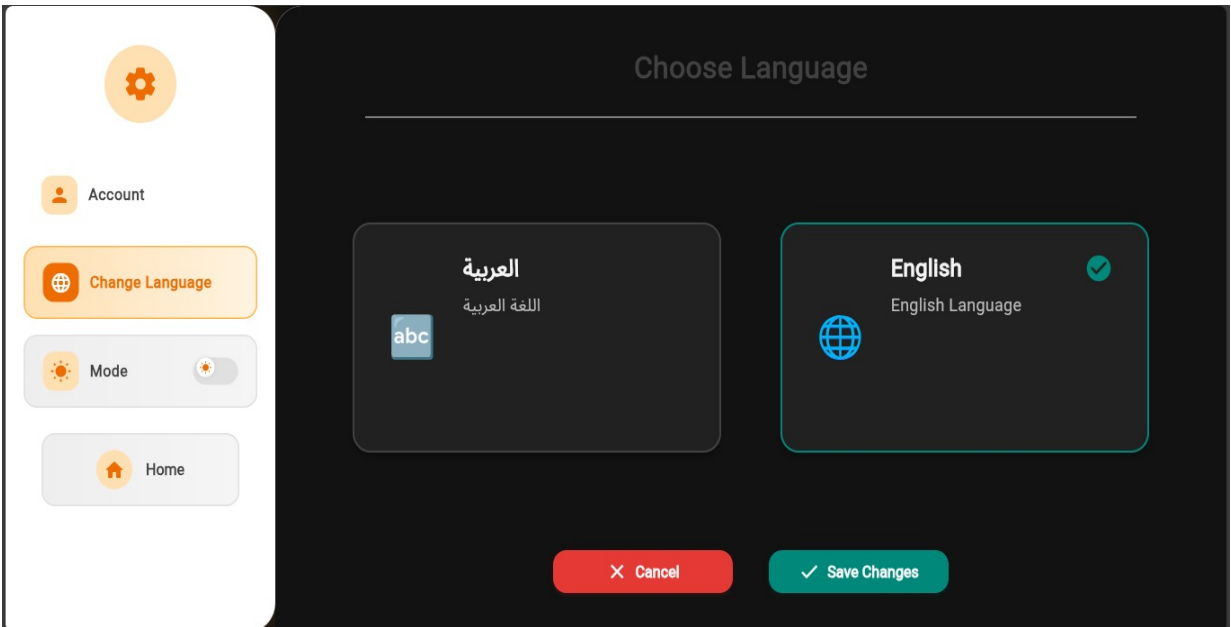 Account
Change Language
Mode
Home
Choose Language
العربية
اللغة العربية
abc
English
English Language
Cancel
Save Changes